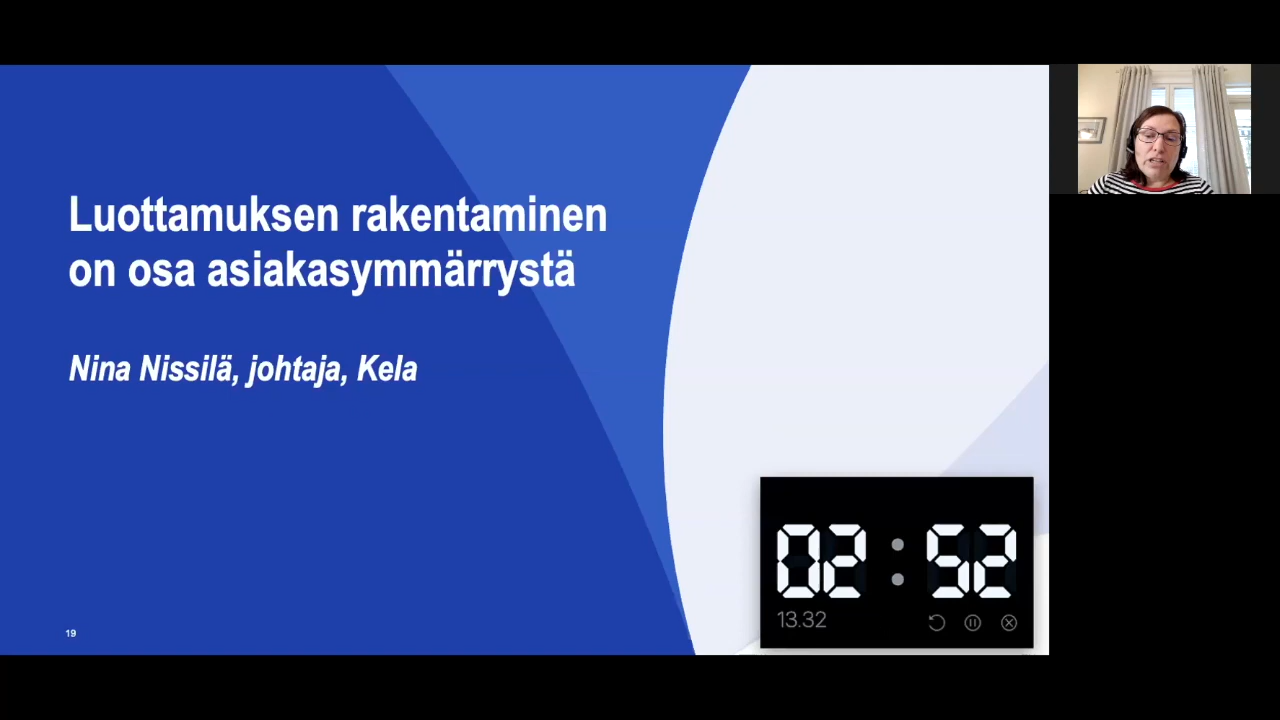 Luottamuksen rakentaminen
on osa asiakasymmärrystä
Nina Nissilä, johtaja, Kela
19
02:52
13.32